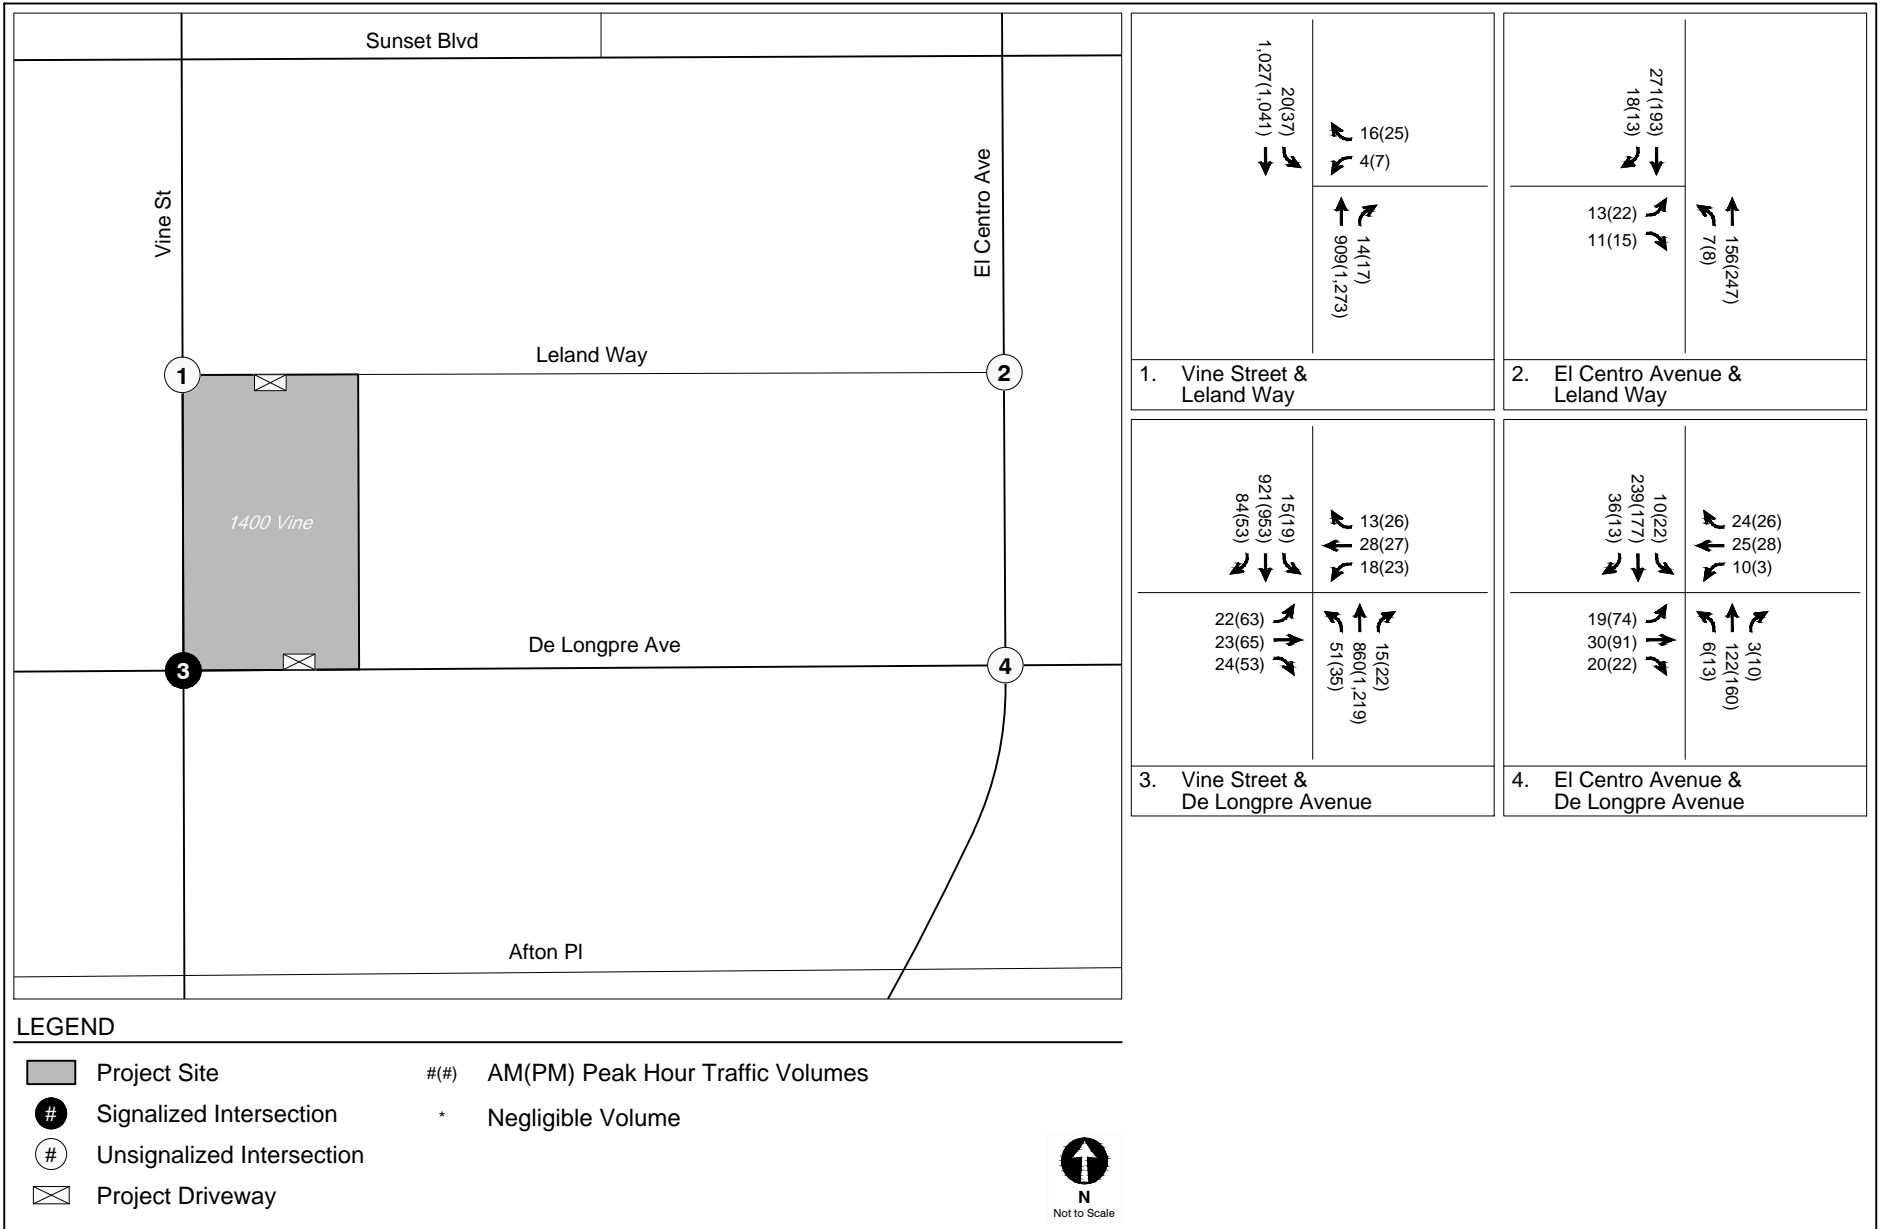 Sunset Blvd
Vine St
El Centro Ave
Leland Way
1
2
1400 Vine
De Longpre Ave
3
4
Afton Pl
1,027(1,041)
20(37)
16(25)
4(7)
909(1,273)
14(17)
1. Vine Street &
Leland Way
18(13)
271(193)
13(22)
11(15)
7(8)
156(247)
2. El Centro Avenue &
Leland Way
84(53)
921(953)
15(19)
13(26)
28(27)
18(23)
22(63)
23(65)
24(53)
51(35)
860(1,219)
15(22)
3. Vine Street &
De Longpre Avenue
36(13)
239(177)
10(22)
24(26)
25(28)
10(3)
19(74)
30(91)
20(22)
6(13)
122(160)
3(10)
4. El Centro Avenue &
De Longpre Avenue
LEGEND
Project Site
#(#) AM(PM) Peak Hour Traffic Volumes
# Signalized Intersection
* Negligible Volume
# Unsignalized Intersection
Project Driveway
N
Not to Scale